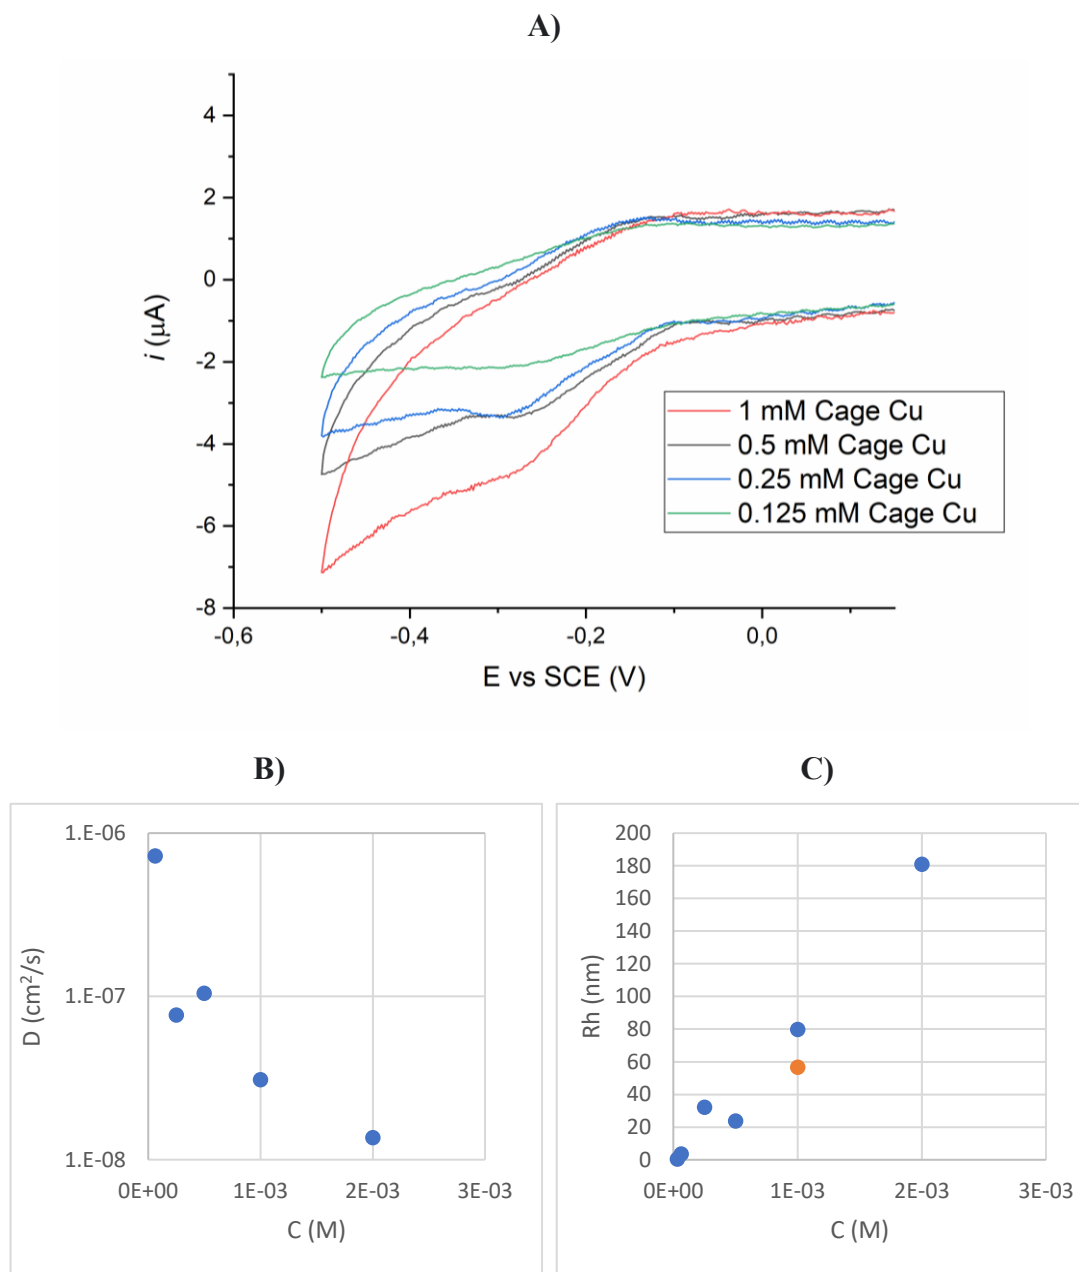 A)
4
2
0
-2
-4
-6
-8
i (µA)
1 mM Cage Cu
0.5 mM Cage Cu
0.25 mM Cage Cu
0.125 mM Cage Cu
-0,6 -0,4 -0,2 0,0
E vs SCE (V)
B)
1.E-06
1.E-07
1.E-08
D (cm²/s)
0E+00 1E-03 2E-03 3E-03
C (M)
C)
200
180
160
140
120
100
80
60
40
20
0
Rh (nm)
0E+00 1E-03 2E-03 3E-03
C (M)